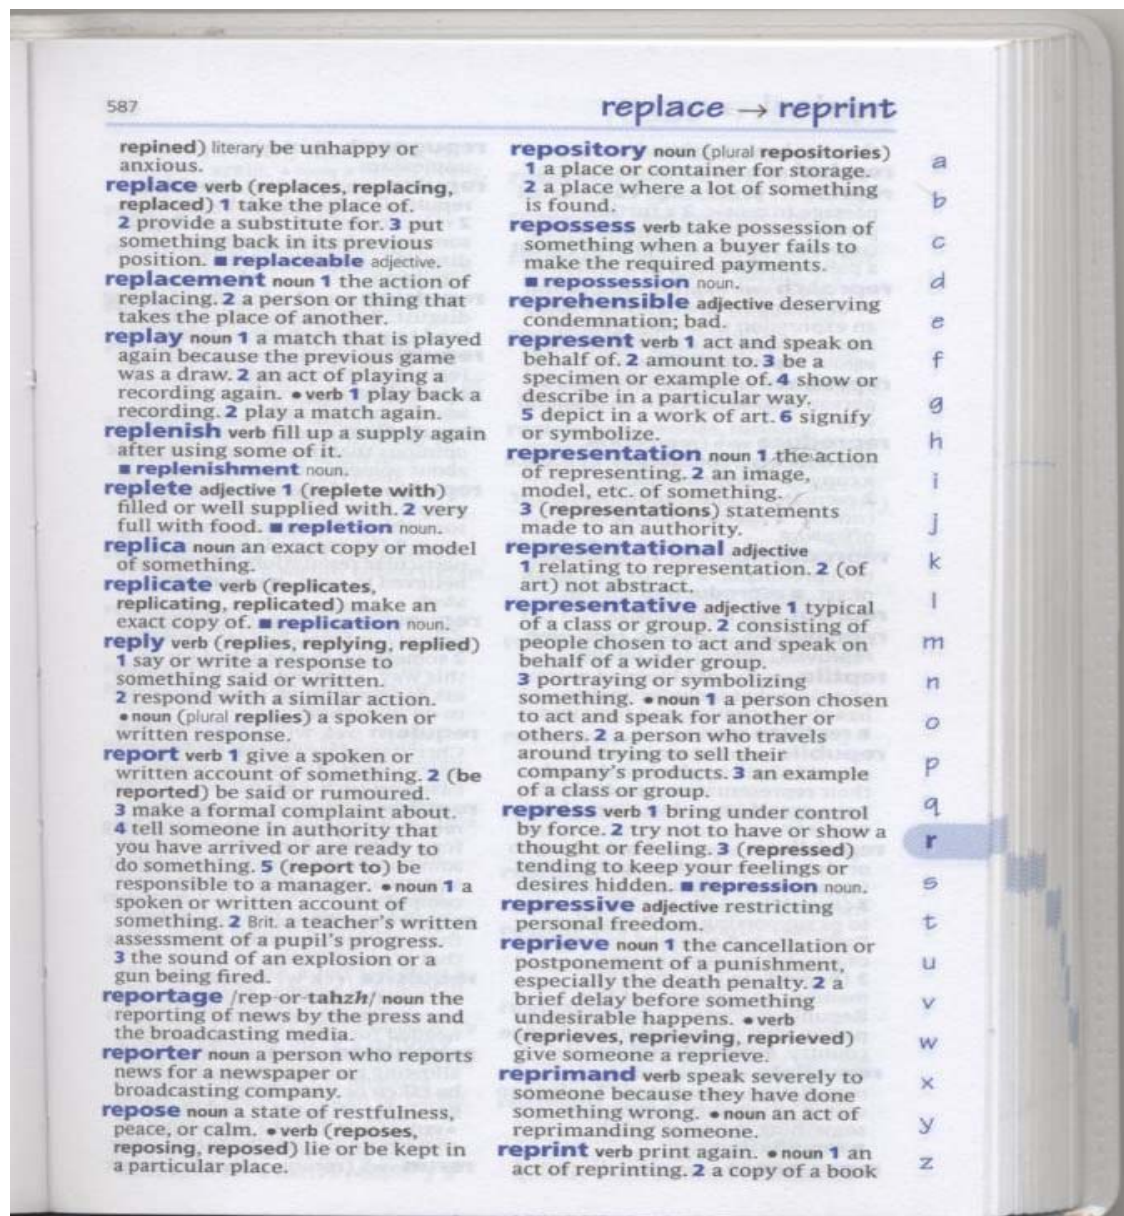 587
replace → reprint
repined) literary be unhappy or
anxious.
replace verb (replaces, replacing,
replaced) 1 take the place of.
2 provide a substitute for. 3 put
something back in its previous
position. ■ replaceable adjective.
replacement noun 1 the action of
replacing. 2 a person or thing that
takes the place of another.
replay noun 1 a match that is played
again because the previous game
was a draw. 2 an act of playing a
recording again. • verb 1 play back a
recording. 2 play a match again.
replenish verb fill up a supply again
after using some of it.
■ replenishment noun.
replete adjective 1 (replete with)
filled or well supplied with. 2 very
full with food. ■ repletion noun.
replica noun an exact copy or model
of something.
replicate verb (replicates,
replicating, replicated) make an
exact copy of. ■ replication noun.
reply verb (replies, replying, replied)
1 say or write a response to
something said or written.
2 respond with a similar action.
• noun (plural replies) a spoken or
written response.
report verb 1 give a spoken or
written account of something. 2 (be
reported) be said or rumoured.
3 make a formal complaint about.
4 tell someone in authority that
you have arrived or are ready to
do something. 5 (report to) be
responsible to a manager. • noun 1 a
spoken or written account of
something. 2 Brit. a teacher's written
assessment of a pupil's progress.
3 the sound of an explosion or a
gun being fired.
reportage /rep-or-tahzh/ noun the
reporting of news by the press and
the broadcasting media.
reporter noun a person who reports
news for a newspaper or
broadcasting company.
repose noun a state of restfulness,
peace, or calm. • verb (reposes,
reposing, reposed) lie or be kept in
a particular place.
repository noun (plural repositories)
1 a place or container for storage.
2 a place where a lot of something
is found.
repossess verb take possession of
something when a buyer fails to
make the required payments.
■ repossession noun.
reprehensible adjective deserving
condemnation; bad.
represent verb 1 act and speak on
behalf of. 2 amount to. 3 be a
specimen or example of. 4 show or
describe in a particular way.
5 depict in a work of art. 6 signify
or symbolize.
representation noun 1 the action
of representing. 2 an image,
model, etc. of something.
3 (representations) statements
made to an authority.
representational adjective
1 relating to representation. 2 (of
art) not abstract.
representative adjective 1 typical
of a class or group. 2 consisting of
people chosen to act and speak on
behalf of a wider group.
3 portraying or symbolizing
something. • noun 1 a person chosen
to act and speak for another or
others. 2 a person who travels
around trying to sell their
company's products. 3 an example
of a class or group.
repress verb 1 bring under control
by force. 2 try not to have or show a
thought or feeling. 3 (repressed)
tending to keep your feelings or
desires hidden. ■ repression noun.
repressive adjective restricting
personal freedom.
reprieve noun 1 the cancellation or
postponement of a punishment,
especially the death penalty. 2 a
brief delay before something
undesirable happens. • verb
(reprieves, reprieving, reprieved)
give someone a reprieve.
reprimand verb speak severely to
someone because they have done
something wrong. • noun an act of
reprimanding someone.
reprint verb print again. • noun 1 an
act of reprinting. 2 a copy of a book
a
b
c
d
e
f
g
h
i
j
k
l
m
n
o
p
q
r
s
t
u
v
w
x
y
z